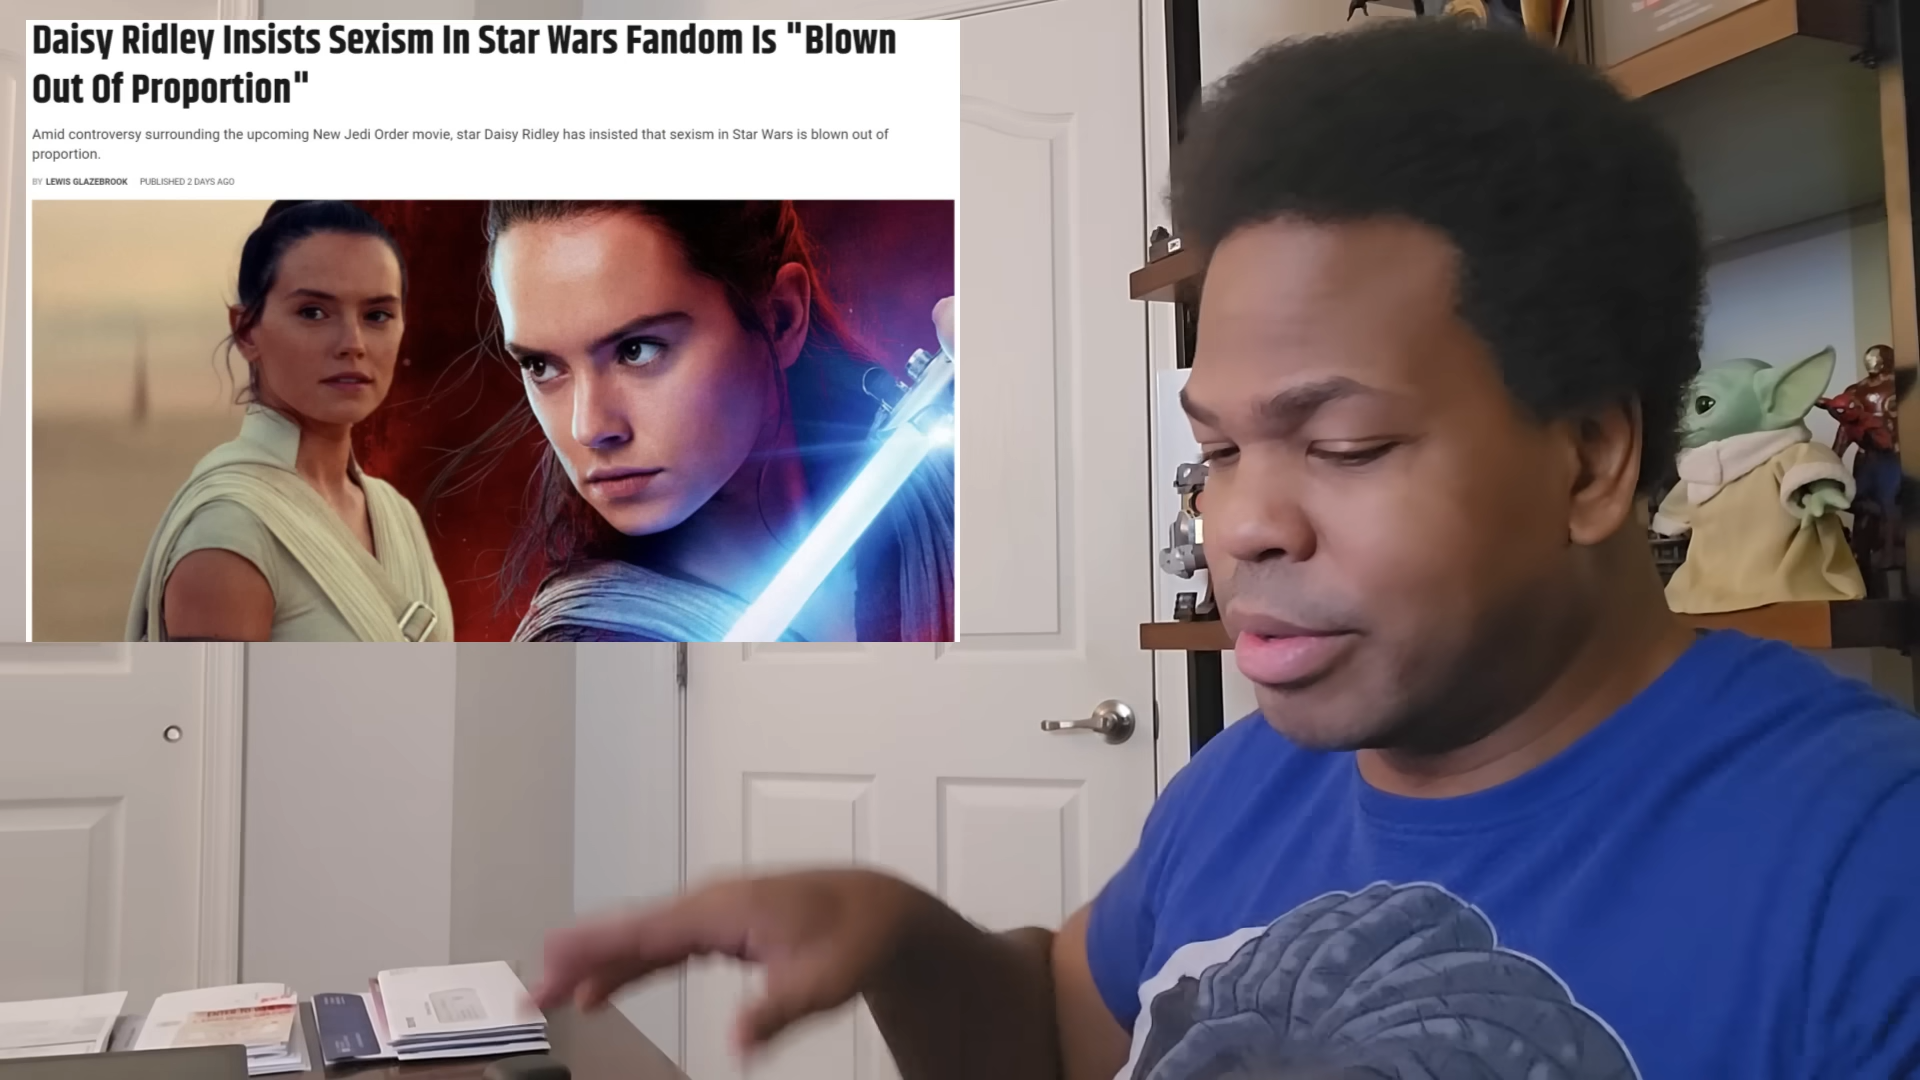 Daisy Ridley Insists Sexism In Star Wars Fandom Is "Blown
Out Of Proportion"
Amid controversy surrounding the upcoming New Jedi Order movie, star Daisy Ridley has insisted that sexism in Star Wars is blown out of
proportion.
BY LEWIS GLAZEBROOK PUBLISHED 2 DAYS AGO